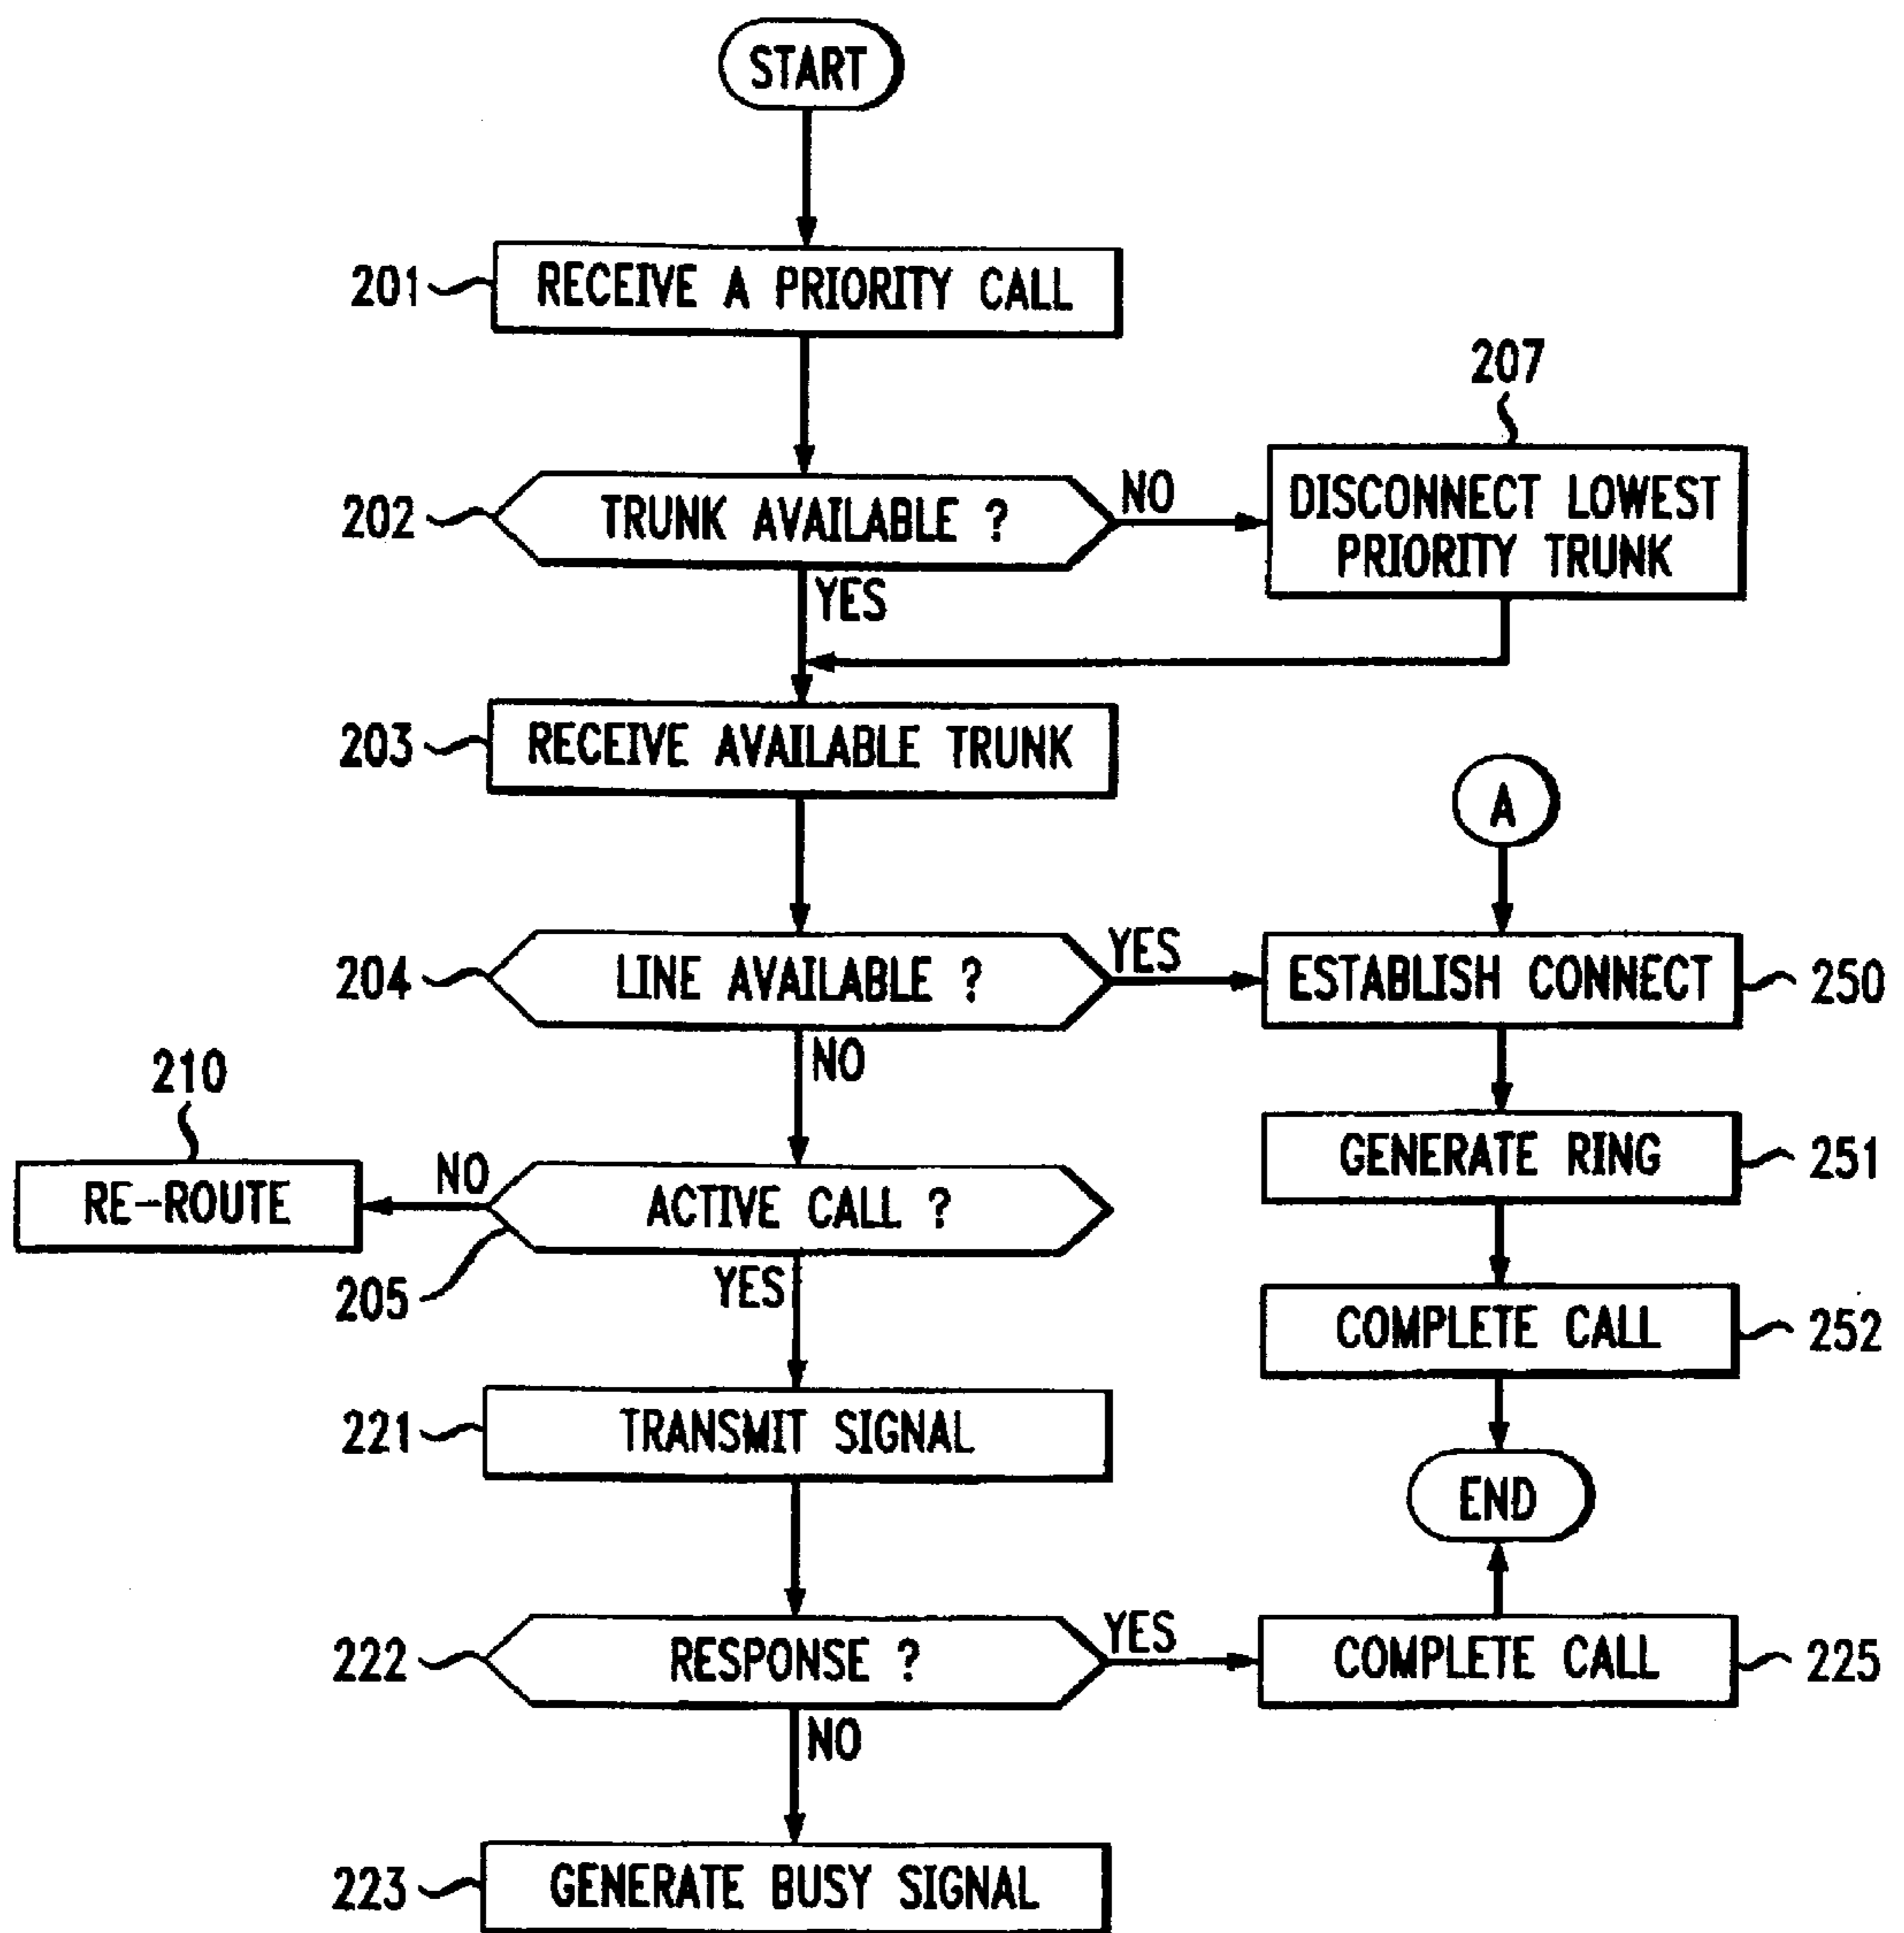 START
201
RECEIVE A PRIORITY CALL
207
202
TRUNK AVAILABLE ?
NO
DISCONNECT LOWEST
PRIORITY TRUNK
YES
203
RECEIVE AVAILABLE TRUNK
A
204
LINE AVAILABLE ?
YES
ESTABLISH CONNECT
250
NO
210
RE-ROUTE
NO
ACTIVE CALL ?
GENERATE RING
251
205
YES
COMPLETE CALL
252
221
TRANSMIT SIGNAL
END
222
RESPONSE ?
YES
COMPLETE CALL
225
NO
223
GENERATE BUSY SIGNAL